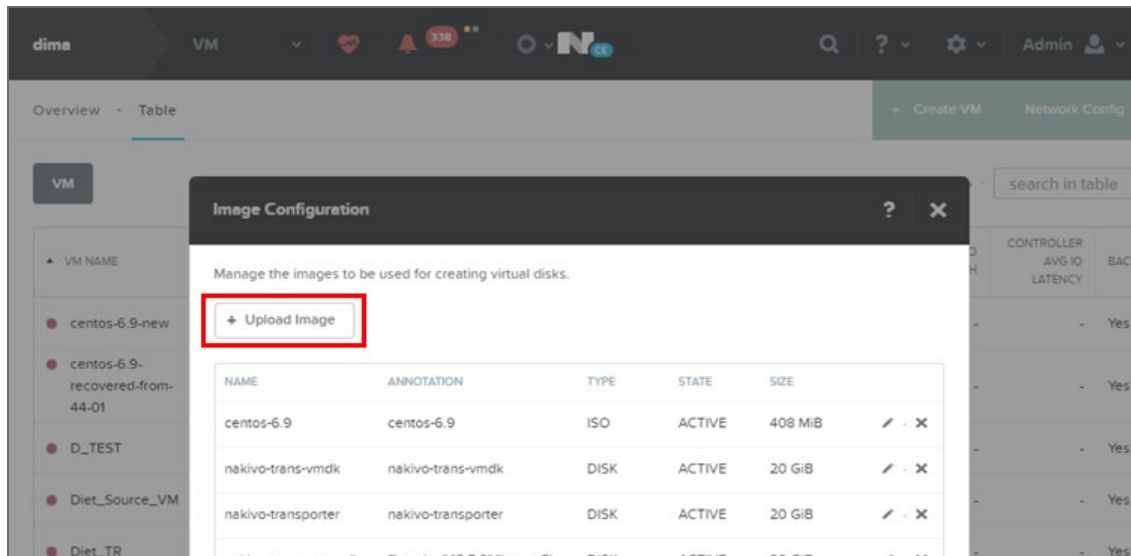 dima VM 338 N CE ? Admin
Overview · Table + Create VM Network Config
VM search in table
Image Configuration ?
Manage the images to be used for creating virtual disks.
+ Upload Image
VM NAME CONTROLLER AVG IO LATENCY
NAME ANNOTATION TYPE STATE SIZE
centos-6.9-new - - Yes
centos-6.9-recovered-from-44-01 - - Yes
D_TEST - Yes
Diet_Source_VM - - Yes
Diet_TR - Yes
centos-6.9 centos-6.9 ISO ACTIVE 408 MiB
nakivo-trans-vmdk nakivo-trans-vmdk DISK ACTIVE 20 GiB
nakivo-transporter nakivo-transporter DISK ACTIVE 20 GiB